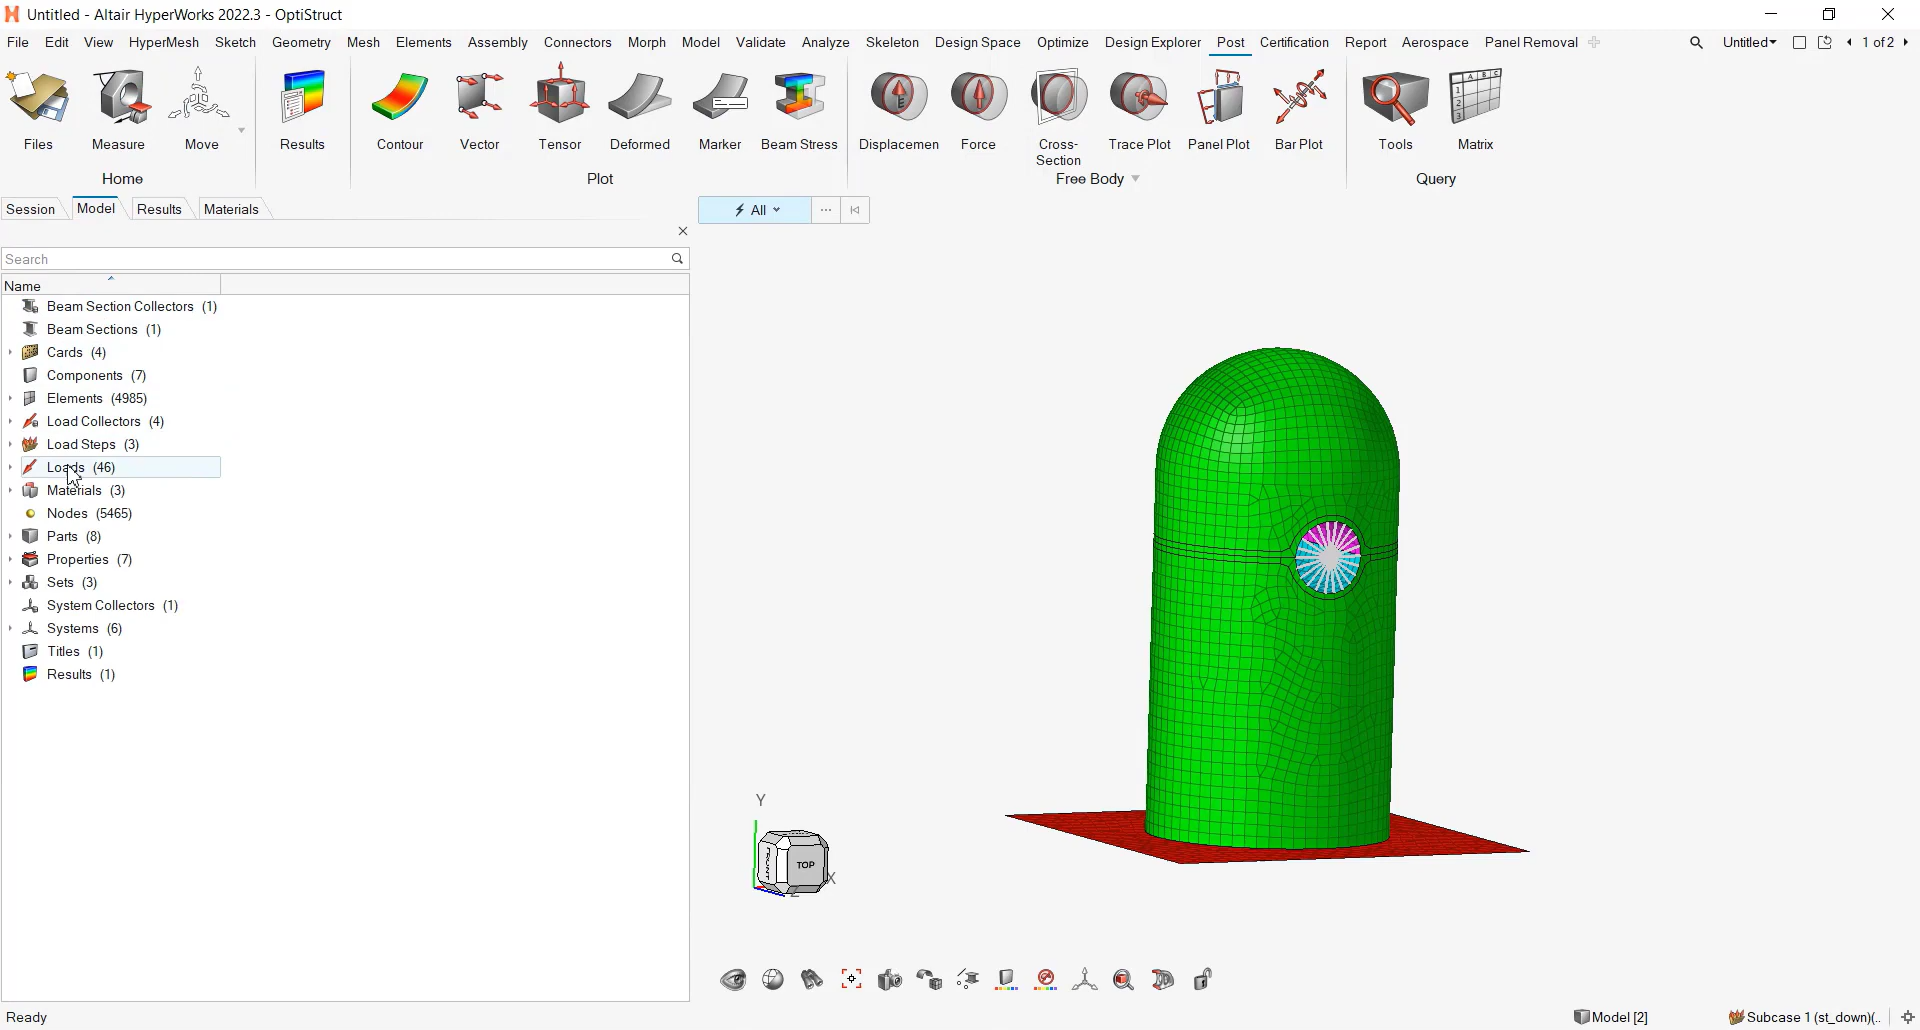 Untitled - Altair HyperWorks 2022.3 - OptiStruct
File Edit View HyperMesh Sketch Geometry Mesh Elements Assembly Connectors Morph Model Validate Analyze Skeleton Design Space Optimize Design Explorer Post Certification Report Aerospace Panel Removal Untitled 1 of 2
Files Measure Move Results Contour Vector Tensor Deformed Marker Beam Stress Displacemen Force Cross-Section Trace Plot Panel Plot Bar Plot Tools Matrix
Home Plot Free Body Query
Session Model Results Materials
All
Search
Name
Beam Section Collectors (1)
Beam Sections (1)
Cards (4)
Components (7)
Elements (4985)
Load Collectors (4)
Load Steps (3)
Loads (46)
Materials (3)
Nodes (5465)
Parts (8)
Properties (7)
Sets (3)
System Collectors (1)
Systems (6)
Titles (1)
Results (1)
Y
FRONT TOP
X
Z
Ready
Model [2] Subcase 1 (st_down)(..